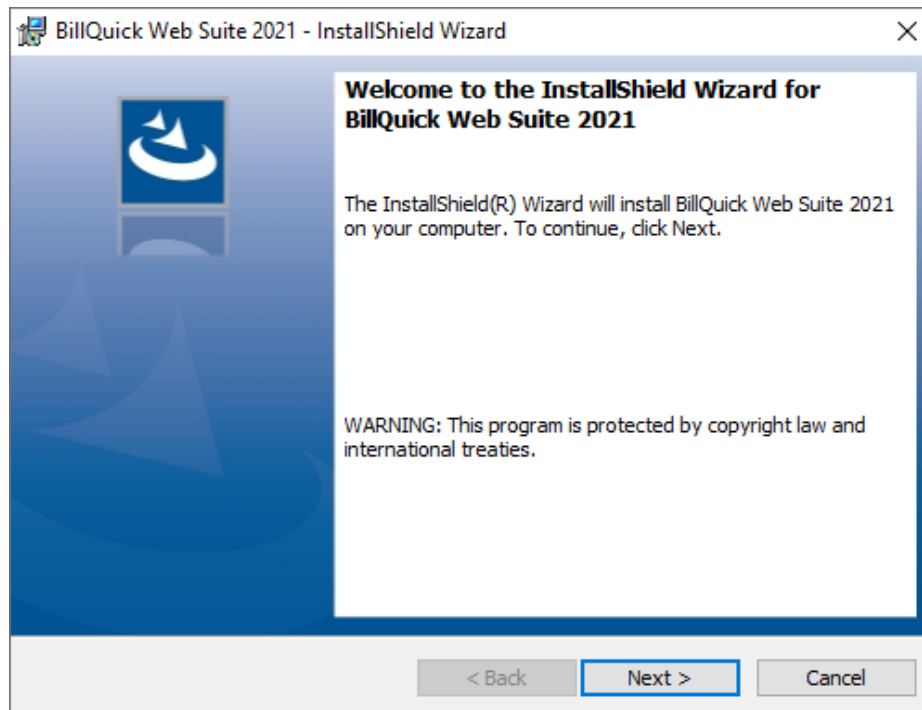 BillQuick Web Suite 2021 - InstallShield Wizard
Welcome to the InstallShield Wizard for
BillQuick Web Suite 2021
The InstallShield(R) Wizard will install BillQuick Web Suite 2021
on your computer. To continue, click Next.
WARNING: This program is protected by copyright law and
international treaties.
< Back Next > Cancel